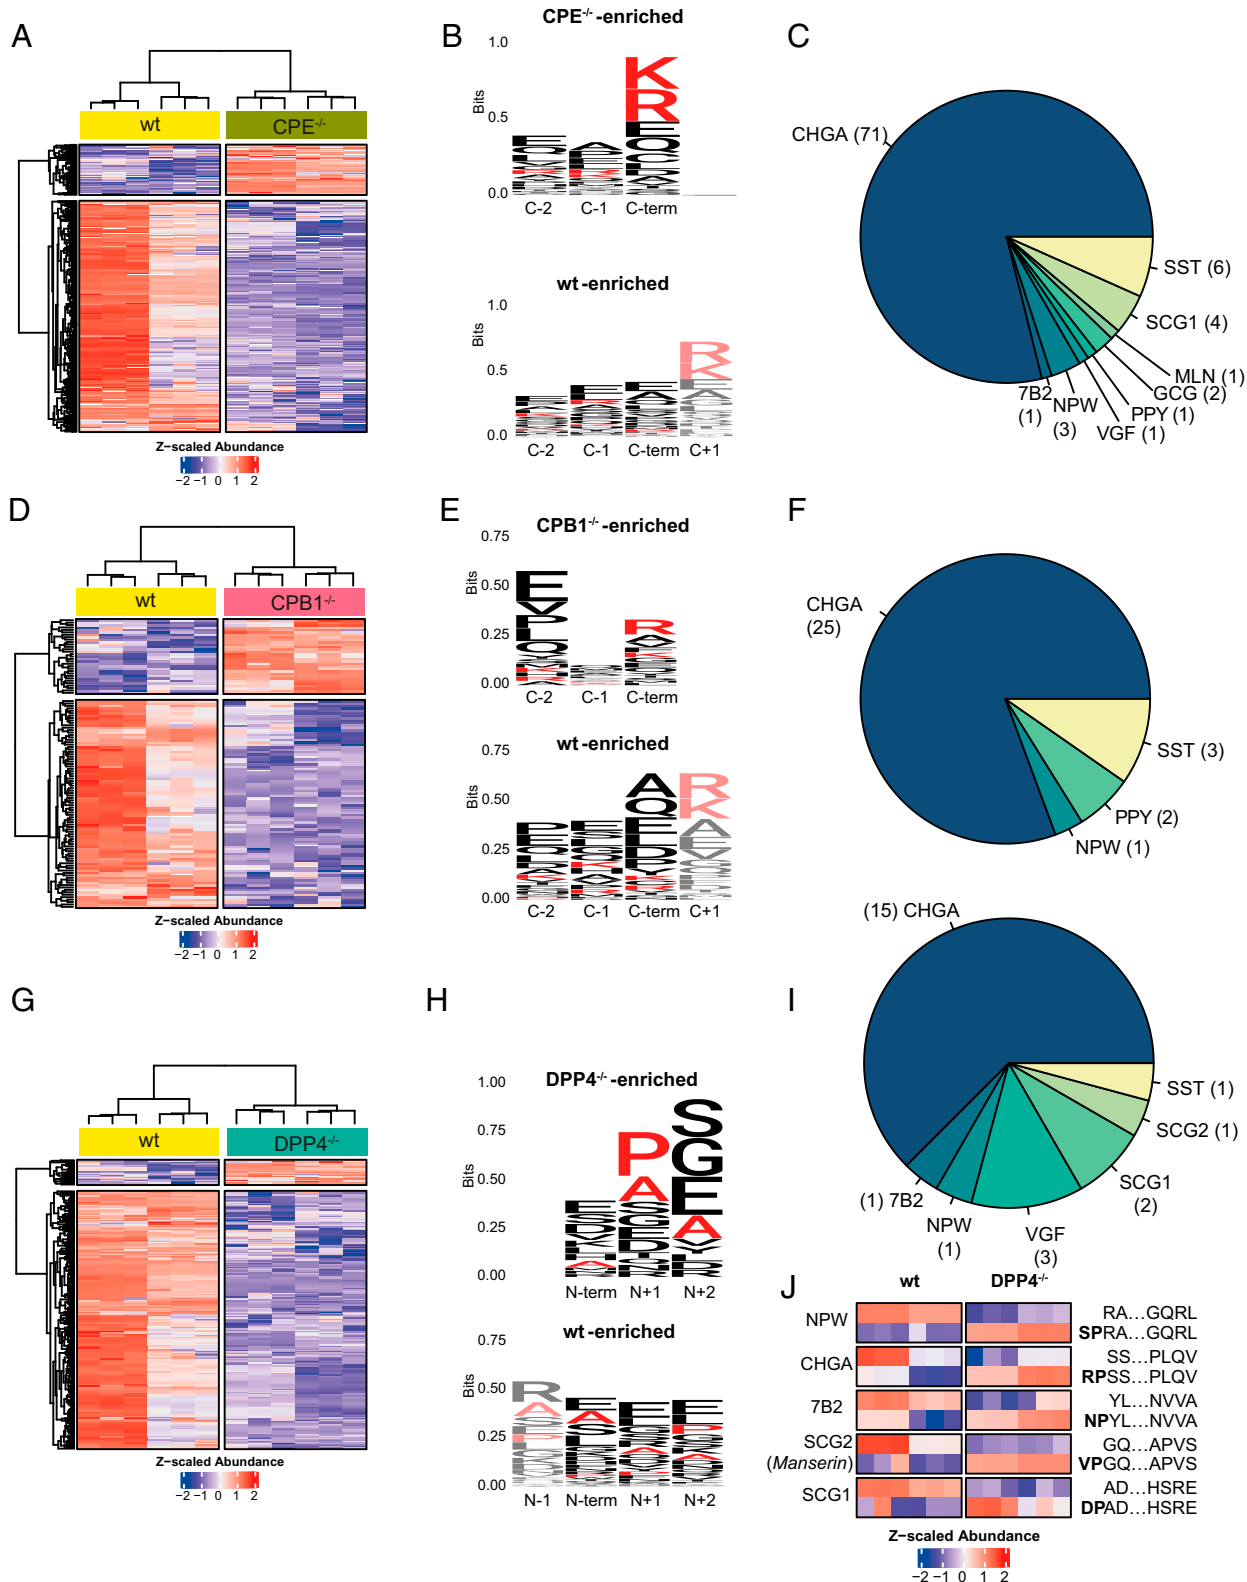 A
wt
CPE-/-
Z−scaled Abundance
−2 −1 0 1 2
B
CPE-/- -enriched
1.0
0.5
0.0
Bits
K
R
C-2 C-1 C-term
wt -enriched
1.0
0.5
0.0
Bits
R
K
C-2 C-1 C-term C+1
C
CHGA (71)
SST (6)
SCG1 (4)
MLN (1)
GCG (2)
PPY (1)
VGF (1)
NPW
(3)
7B2
(1)
D
wt
CPB1-/-
Z−scaled Abundance
−2 −1 0 1 2
E
CPB1-/- -enriched
0.75
0.50
0.25
0.00
Bits
E
V
P
L
Q
R
A
C-2 C-1 C-term
wt -enriched
0.75
0.50
0.25
0.00
Bits
A
Q
R
K
C-2 C-1 C-term C+1
F
CHGA
(25)
SST (3)
PPY (2)
NPW (1)
G
wt
DPP4-/-
Z−scaled Abundance
−2 −1 0 1 2
H
DPP4-/- -enriched
1.00
0.75
0.50
0.25
0.00
Bits
P
A
S
G
E
A
N-term N+1 N+2
wt -enriched
0.75
0.50
0.25
0.00
Bits
R
A
S
N-1 N-term N+1 N+2
I
(15) CHGA
SST (1)
SCG2 (1)
SCG1
(2)
VGF
(3)
NPW
(1)
(1) 7B2
J
wt DPP4-/-
NPW
RA...GQRL
SPRA...GQRL
CHGA
SS...PLQV
RPSS...PLQV
7B2
YL...NVVA
NPYL...NVVA
SCG2
(Manserin)
GQ...APVS
VPGQ...APVS
SCG1
AD...HSRE
DPAD...HSRE
Z−scaled Abundance
−2 −1 0 1 2